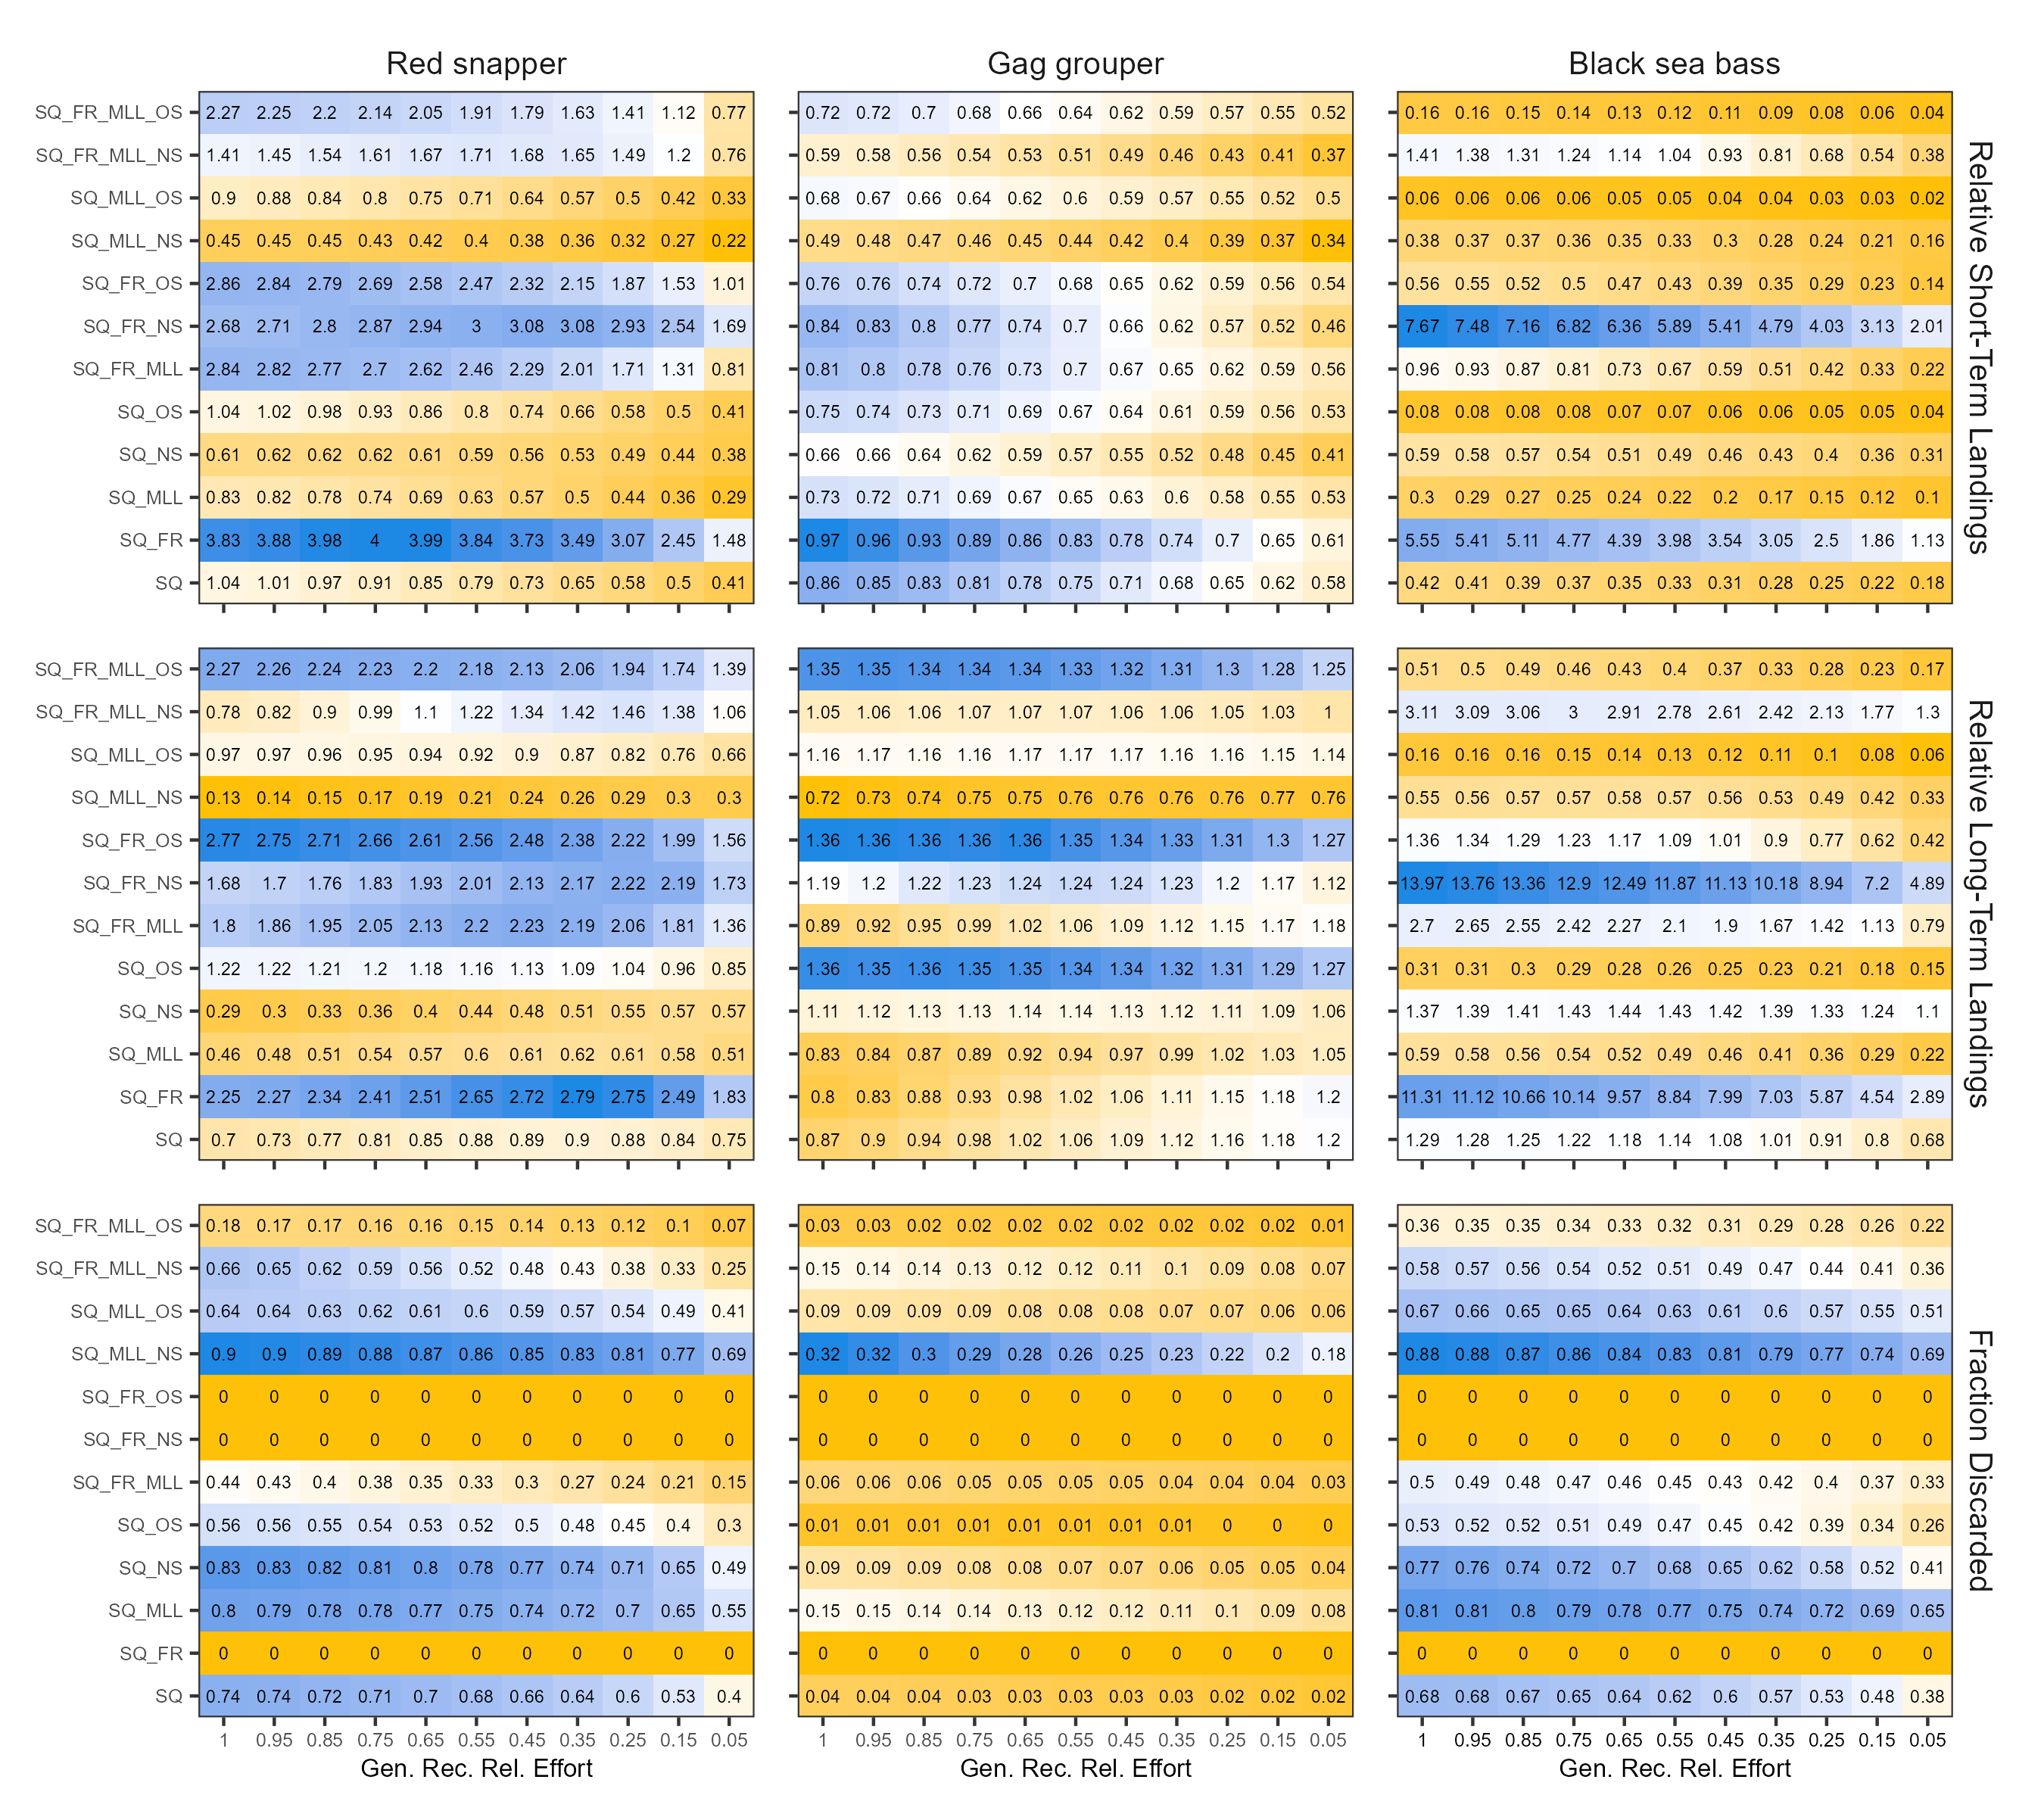 Red snapper Gag grouper Black sea bass
SQ_FR_MLL_OS 2.27 2.25 2.2 2.14 2.05 1.91 1.79 1.63 1.41 1.12 0.77 0.72 0.72 0.7 0.68 0.66 0.64 0.62 0.59 0.57 0.55 0.52 0.16 0.16 0.15 0.14 0.13 0.12 0.11 0.09 0.08 0.06 0.04
SQ_FR_MLL_NS 1.41 1.45 1.54 1.61 1.67 1.71 1.68 1.65 1.49 1.2 0.76 0.59 0.58 0.56 0.54 0.53 0.51 0.49 0.46 0.43 0.41 0.37 1.41 1.38 1.31 1.24 1.14 1.04 0.93 0.81 0.68 0.54 0.38
SQ_MLL_OS 0.9 0.88 0.84 0.8 0.75 0.71 0.64 0.57 0.5 0.42 0.33 0.68 0.67 0.66 0.64 0.62 0.6 0.59 0.57 0.55 0.52 0.5 0.06 0.06 0.06 0.06 0.05 0.05 0.04 0.04 0.03 0.03 0.02
SQ_MLL_NS 0.45 0.45 0.45 0.43 0.42 0.4 0.38 0.36 0.32 0.27 0.22 0.49 0.48 0.47 0.46 0.45 0.44 0.42 0.4 0.39 0.37 0.34 0.38 0.37 0.37 0.36 0.35 0.33 0.3 0.28 0.24 0.21 0.16
SQ_FR_OS 2.86 2.84 2.79 2.69 2.58 2.47 2.32 2.15 1.87 1.53 1.01 0.76 0.76 0.74 0.72 0.7 0.68 0.65 0.62 0.59 0.56 0.54 0.56 0.55 0.52 0.5 0.47 0.43 0.39 0.35 0.29 0.23 0.14
SQ_FR_NS 2.68 2.71 2.8 2.87 2.94 3 3.08 3.08 2.93 2.54 1.69 0.84 0.83 0.8 0.77 0.74 0.7 0.66 0.62 0.57 0.52 0.46 7.67 7.48 7.16 6.82 6.36 5.89 5.41 4.79 4.03 3.13 2.01
SQ_FR_MLL 2.84 2.82 2.77 2.7 2.62 2.46 2.29 2.01 1.71 1.31 0.81 0.81 0.8 0.78 0.76 0.73 0.7 0.67 0.65 0.62 0.59 0.56 0.96 0.93 0.87 0.81 0.73 0.67 0.59 0.51 0.42 0.33 0.22
SQ_OS 1.04 1.02 0.98 0.93 0.86 0.8 0.74 0.66 0.58 0.5 0.41 0.75 0.74 0.73 0.71 0.69 0.67 0.64 0.61 0.59 0.56 0.53 0.08 0.08 0.08 0.08 0.07 0.07 0.06 0.06 0.05 0.05 0.04
SQ_NS 0.61 0.62 0.62 0.62 0.61 0.59 0.56 0.53 0.49 0.44 0.38 0.66 0.66 0.64 0.62 0.59 0.57 0.55 0.52 0.48 0.45 0.41 0.59 0.58 0.57 0.54 0.51 0.49 0.46 0.43 0.4 0.36 0.31
SQ_MLL 0.83 0.82 0.78 0.74 0.69 0.63 0.57 0.5 0.44 0.36 0.29 0.73 0.72 0.71 0.69 0.67 0.65 0.63 0.6 0.58 0.55 0.53 0.3 0.29 0.27 0.25 0.24 0.22 0.2 0.17 0.15 0.12 0.1
SQ_FR 3.83 3.88 3.98 4 3.99 3.84 3.73 3.49 3.07 2.45 1.48 0.97 0.96 0.93 0.89 0.86 0.83 0.78 0.74 0.7 0.65 0.61 5.55 5.41 5.11 4.77 4.39 3.98 3.54 3.05 2.5 1.86 1.13
SQ 1.04 1.01 0.97 0.91 0.85 0.79 0.73 0.65 0.58 0.5 0.41 0.86 0.85 0.83 0.81 0.78 0.75 0.71 0.68 0.65 0.62 0.58 0.42 0.41 0.39 0.37 0.35 0.33 0.31 0.28 0.25 0.22 0.18
Relative Short-Term Landings
SQ_FR_MLL_OS 2.27 2.26 2.24 2.23 2.2 2.18 2.13 2.06 1.94 1.74 1.39 1.35 1.35 1.34 1.34 1.34 1.33 1.32 1.31 1.3 1.28 1.25 0.51 0.5 0.49 0.46 0.43 0.4 0.37 0.33 0.28 0.23 0.17
SQ_FR_MLL_NS 0.78 0.82 0.9 0.99 1.1 1.22 1.34 1.42 1.46 1.38 1.06 1.05 1.06 1.06 1.07 1.07 1.07 1.06 1.06 1.05 1.03 1 3.11 3.09 3.06 3 2.91 2.78 2.61 2.42 2.13 1.77 1.3
SQ_MLL_OS 0.97 0.97 0.96 0.95 0.94 0.92 0.9 0.87 0.82 0.76 0.66 1.16 1.17 1.16 1.16 1.17 1.17 1.17 1.16 1.16 1.15 1.14 0.16 0.16 0.16 0.15 0.14 0.13 0.12 0.11 0.1 0.08 0.06
SQ_MLL_NS 0.13 0.14 0.15 0.17 0.19 0.21 0.24 0.26 0.29 0.3 0.3 0.72 0.73 0.74 0.75 0.75 0.76 0.76 0.76 0.76 0.77 0.76 0.55 0.56 0.57 0.57 0.58 0.57 0.56 0.53 0.49 0.42 0.33
SQ_FR_OS 2.77 2.75 2.71 2.66 2.61 2.56 2.48 2.38 2.22 1.99 1.56 1.36 1.36 1.36 1.36 1.36 1.35 1.34 1.33 1.31 1.3 1.27 1.36 1.34 1.29 1.23 1.17 1.09 1.01 0.9 0.77 0.62 0.42
SQ_FR_NS 1.68 1.7 1.76 1.83 1.93 2.01 2.13 2.17 2.22 2.19 1.73 1.19 1.2 1.22 1.23 1.24 1.24 1.24 1.23 1.2 1.17 1.12 13.97 13.76 13.36 12.9 12.49 11.87 11.13 10.18 8.94 7.2 4.89
SQ_FR_MLL 1.8 1.86 1.95 2.05 2.13 2.2 2.23 2.19 2.06 1.81 1.36 0.89 0.92 0.95 0.99 1.02 1.06 1.09 1.12 1.15 1.17 1.18 2.7 2.65 2.55 2.42 2.27 2.1 1.9 1.67 1.42 1.13 0.79
SQ_OS 1.22 1.22 1.21 1.2 1.18 1.16 1.13 1.09 1.04 0.96 0.85 1.36 1.35 1.36 1.35 1.35 1.34 1.34 1.32 1.31 1.29 1.27 0.31 0.31 0.3 0.29 0.28 0.26 0.25 0.23 0.21 0.18 0.15
SQ_NS 0.29 0.3 0.33 0.36 0.4 0.44 0.48 0.51 0.55 0.57 0.57 1.11 1.12 1.13 1.13 1.14 1.14 1.13 1.12 1.11 1.09 1.06 1.37 1.39 1.41 1.43 1.44 1.43 1.42 1.39 1.33 1.24 1.1
SQ_MLL 0.46 0.48 0.51 0.54 0.57 0.6 0.61 0.62 0.61 0.58 0.51 0.83 0.84 0.87 0.89 0.92 0.94 0.97 0.99 1.02 1.03 1.05 0.59 0.58 0.56 0.54 0.52 0.49 0.46 0.41 0.36 0.29 0.22
SQ_FR 2.25 2.27 2.34 2.41 2.51 2.65 2.72 2.79 2.75 2.49 1.83 0.8 0.83 0.88 0.93 0.98 1.02 1.06 1.11 1.15 1.18 1.2 11.31 11.12 10.66 10.14 9.57 8.84 7.99 7.03 5.87 4.54 2.89
SQ 0.7 0.73 0.77 0.81 0.85 0.88 0.89 0.9 0.88 0.84 0.75 0.87 0.9 0.94 0.98 1.02 1.06 1.09 1.12 1.16 1.18 1.2 1.29 1.28 1.25 1.22 1.18 1.14 1.08 1.01 0.91 0.8 0.68
Relative Long-Term Landings
SQ_FR_MLL_OS 0.18 0.17 0.17 0.16 0.16 0.15 0.14 0.13 0.12 0.1 0.07 0.03 0.03 0.02 0.02 0.02 0.02 0.02 0.02 0.02 0.02 0.01 0.36 0.35 0.35 0.34 0.33 0.32 0.31 0.29 0.28 0.26 0.22
SQ_FR_MLL_NS 0.66 0.65 0.62 0.59 0.56 0.52 0.48 0.43 0.38 0.33 0.25 0.15 0.14 0.14 0.13 0.12 0.12 0.11 0.1 0.09 0.08 0.07 0.58 0.57 0.56 0.54 0.52 0.51 0.49 0.47 0.44 0.41 0.36
SQ_MLL_OS 0.64 0.64 0.63 0.62 0.61 0.6 0.59 0.57 0.54 0.49 0.41 0.09 0.09 0.09 0.09 0.08 0.08 0.08 0.07 0.07 0.06 0.06 0.67 0.66 0.65 0.65 0.64 0.63 0.61 0.6 0.57 0.55 0.51
SQ_MLL_NS 0.9 0.9 0.89 0.88 0.87 0.86 0.85 0.83 0.81 0.77 0.69 0.32 0.32 0.3 0.29 0.28 0.26 0.25 0.23 0.22 0.2 0.18 0.88 0.88 0.87 0.86 0.84 0.83 0.81 0.79 0.77 0.74 0.69
SQ_FR_OS 0 0 0 0 0 0 0 0 0 0 0 0 0 0 0 0 0 0 0 0 0 0 0 0 0 0 0 0 0 0 0 0 0
SQ_FR_NS 0 0 0 0 0 0 0 0 0 0 0 0 0 0 0 0 0 0 0 0 0 0 0 0 0 0 0 0 0 0 0 0 0
SQ_FR_MLL 0.44 0.43 0.4 0.38 0.35 0.33 0.3 0.27 0.24 0.21 0.15 0.06 0.06 0.06 0.05 0.05 0.05 0.05 0.04 0.04 0.04 0.03 0.5 0.49 0.48 0.47 0.46 0.45 0.43 0.42 0.4 0.37 0.33
SQ_OS 0.56 0.56 0.55 0.54 0.53 0.52 0.5 0.48 0.45 0.4 0.3 0.01 0.01 0.01 0.01 0.01 0.01 0.01 0.01 0 0 0 0.53 0.52 0.52 0.51 0.49 0.47 0.45 0.42 0.39 0.34 0.26
SQ_NS 0.83 0.83 0.82 0.81 0.8 0.78 0.77 0.74 0.71 0.65 0.49 0.09 0.09 0.09 0.08 0.08 0.07 0.07 0.06 0.05 0.05 0.04 0.77 0.76 0.74 0.72 0.7 0.68 0.65 0.62 0.58 0.52 0.41
SQ_MLL 0.8 0.79 0.78 0.78 0.77 0.75 0.74 0.72 0.7 0.65 0.55 0.15 0.15 0.14 0.14 0.13 0.12 0.12 0.11 0.1 0.09 0.08 0.81 0.81 0.8 0.79 0.78 0.77 0.75 0.74 0.72 0.69 0.65
SQ_FR 0 0 0 0 0 0 0 0 0 0 0 0 0 0 0 0 0 0 0 0 0 0 0 0 0 0 0 0 0 0 0 0 0
SQ 0.74 0.74 0.72 0.71 0.7 0.68 0.66 0.64 0.6 0.53 0.4 0.04 0.04 0.04 0.03 0.03 0.03 0.03 0.03 0.02 0.02 0.02 0.68 0.68 0.67 0.65 0.64 0.62 0.6 0.57 0.53 0.48 0.38
Fraction Discarded
1 0.95 0.85 0.75 0.65 0.55 0.45 0.35 0.25 0.15 0.05 1 0.95 0.85 0.75 0.65 0.55 0.45 0.35 0.25 0.15 0.05 1 0.95 0.85 0.75 0.65 0.55 0.45 0.35 0.25 0.15 0.05
Gen. Rec. Rel. Effort Gen. Rec. Rel. Effort Gen. Rec. Rel. Effort